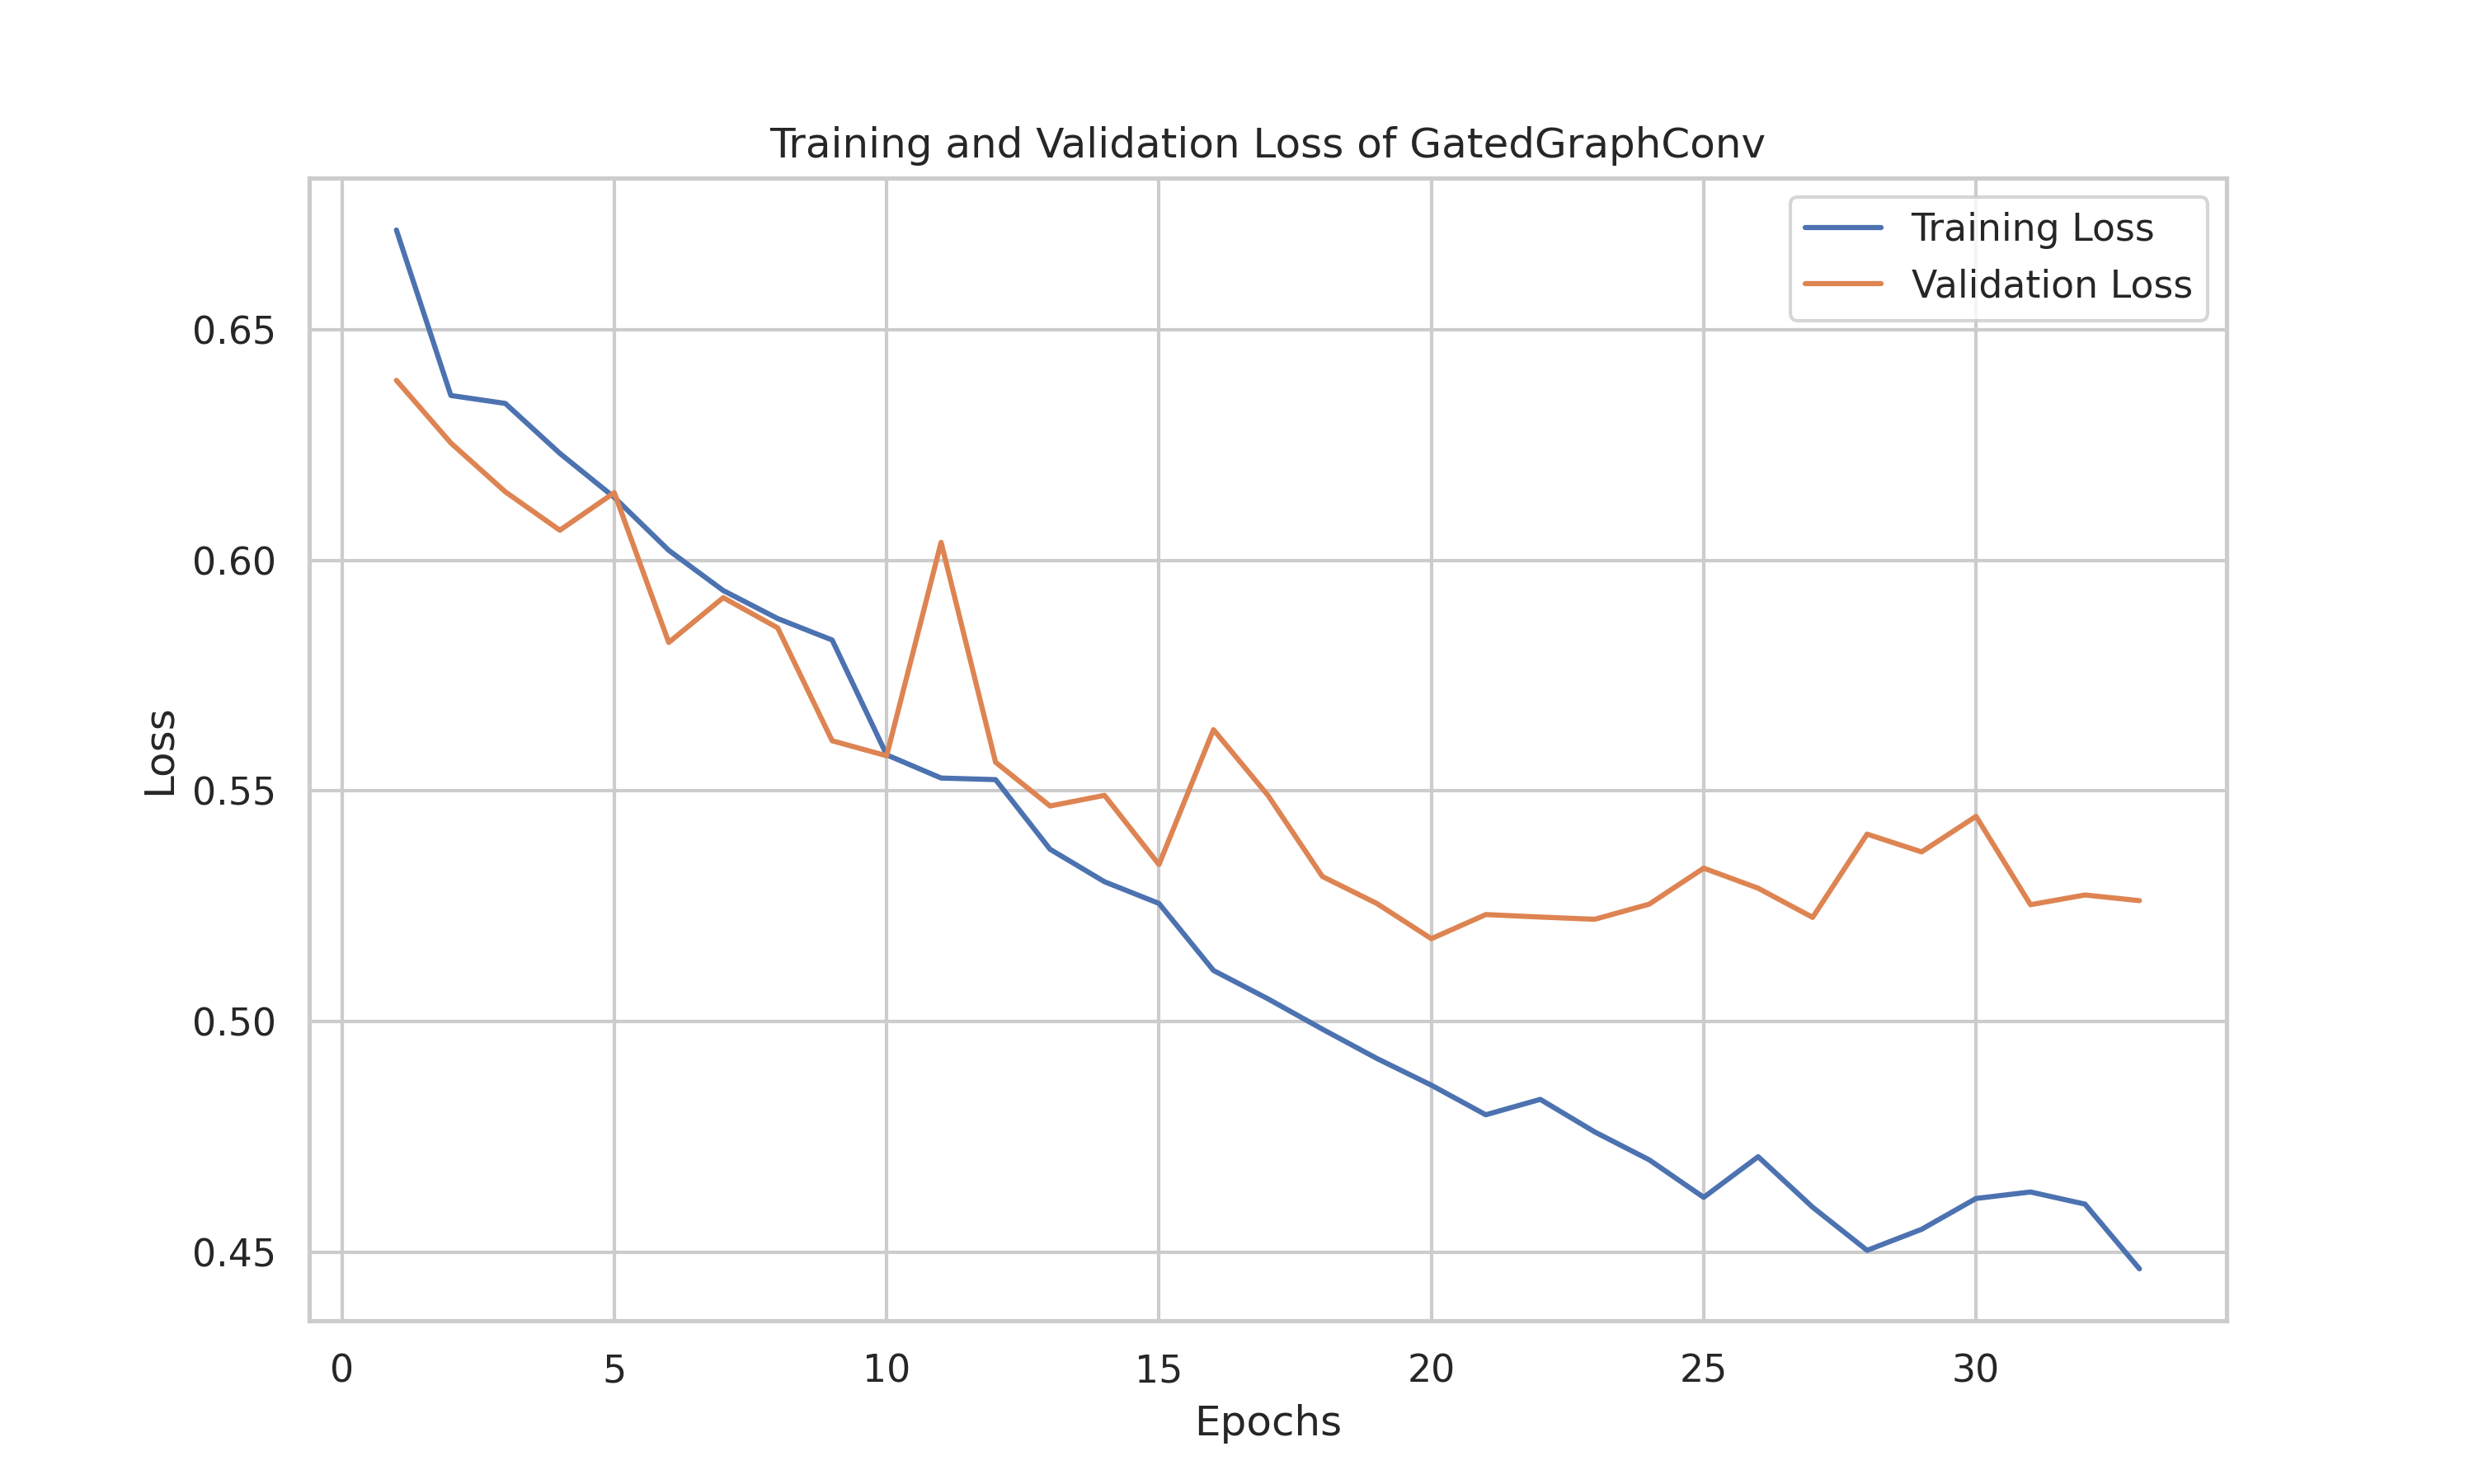 Training and Validation Loss of GatedGraphConv
Training Loss
Validation Loss
0.65
0.60
0.55
0.50
0.45
Loss
0 5 10 15 20 25 30
Epochs